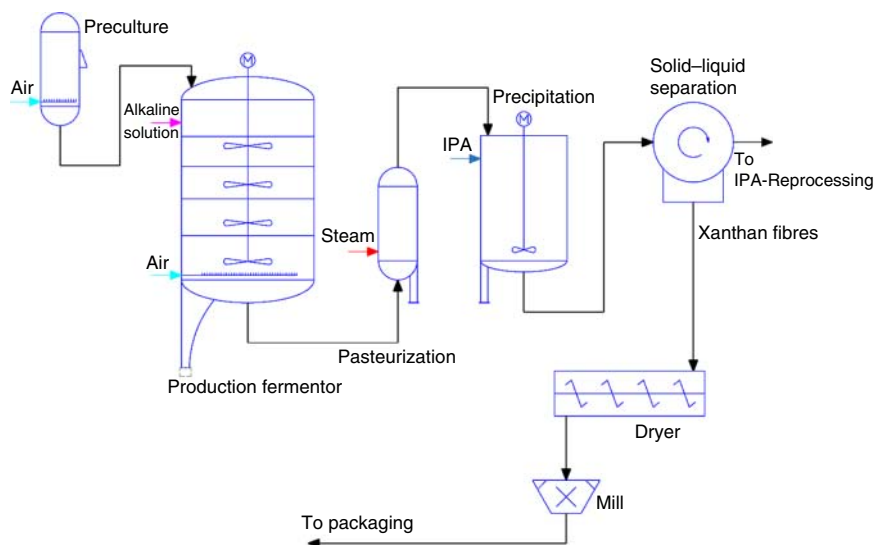 Preculture
Air
Alkaline
solution
M
Air
Production fermentor
Pasteurization
Steam
IPA
Precipitation
M
Solid–liquid
separation
To
IPA-Reprocessing
Xanthan fibres
Dryer
Mill
To packaging